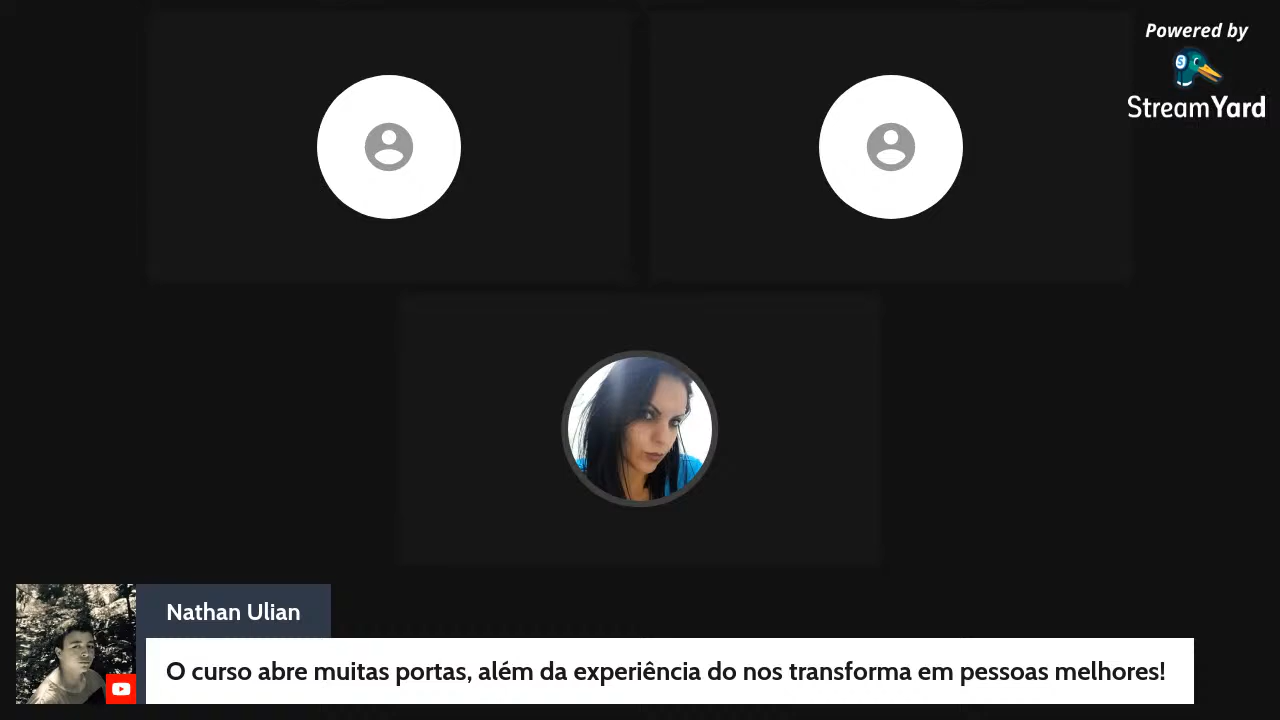 Powered by
StreamYard
Nathan Ulian
O curso abre muitas portas, além da experiência do nos transforma em pessoas melhores!